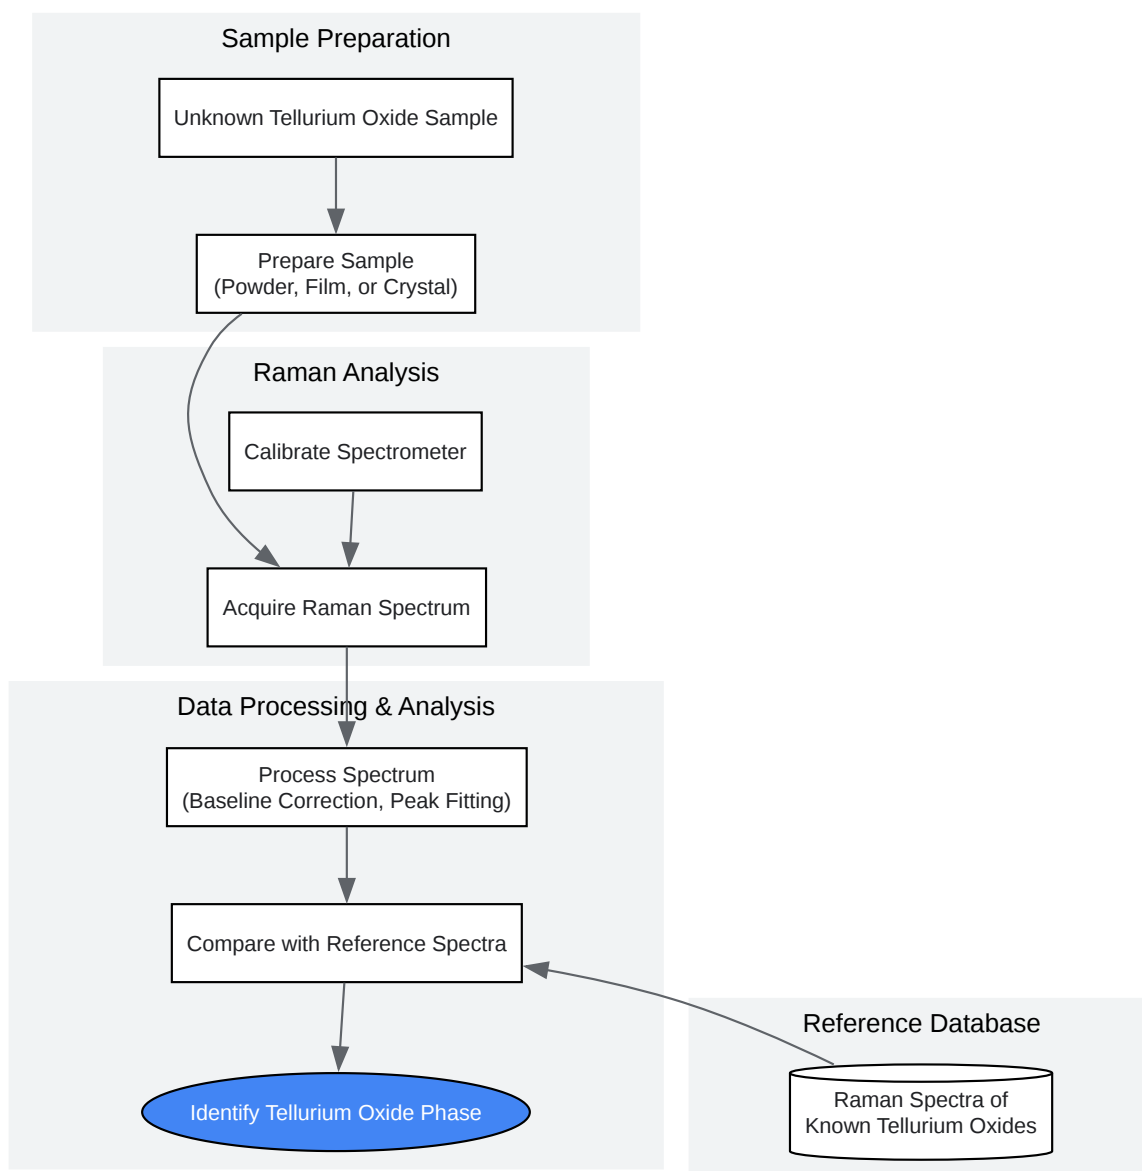 Sample Preparation
Unknown Tellurium Oxide Sample
Prepare Sample
(Powder, Film, or Crystal)
Raman Analysis
Calibrate Spectrometer
Acquire Raman Spectrum
Data Processing & Analysis
Process Spectrum
(Baseline Correction, Peak Fitting)
Compare with Reference Spectra
Reference Database
Raman Spectra of
Known Tellurium Oxides
Identify Tellurium Oxide Phase